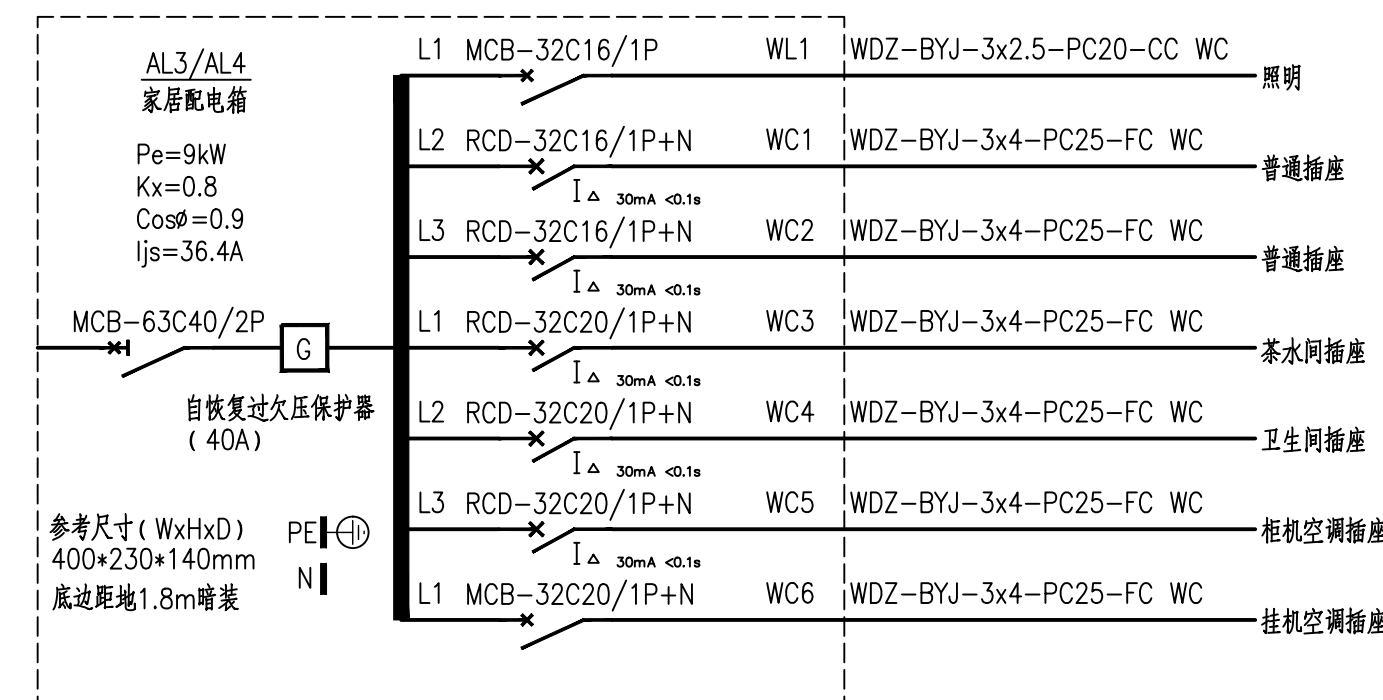 AL3/AL4
家居配电箱
Pe=9kW
Kx=0.8
Cosø=0.9
Ijs=36.4A
MCB-63C40/2P
G
自恢复过欠压保护器
(40A)
参考尺寸(WxHxD)
400*230*140mm
底边距地1.8m暗装
PE
N
L1 MCB-32C16/1P WL1 WDZ-BYJ-3x2.5-PC20-CC WC
照明
L2 RCD-32C16/1P+N WC1 WDZ-BYJ-3x4-PC25-FC WC
普通插座
I△ 30mA <0.1s
L3 RCD-32C16/1P+N WC2 WDZ-BYJ-3x4-PC25-FC WC
普通插座
I△ 30mA <0.1s
L1 RCD-32C20/1P+N WC3 WDZ-BYJ-3x4-PC25-FC WC
茶水间插座
I△ 30mA <0.1s
L2 RCD-32C20/1P+N WC4 WDZ-BYJ-3x4-PC25-FC WC
卫生间插座
I△ 30mA <0.1s
L3 RCD-32C20/1P+N WC5 WDZ-BYJ-3x4-PC25-FC WC
柜机空调插座
I△ 30mA <0.1s
L1 MCB-32C20/1P+N WC6 WDZ-BYJ-3x4-PC25-FC WC
挂机空调插座